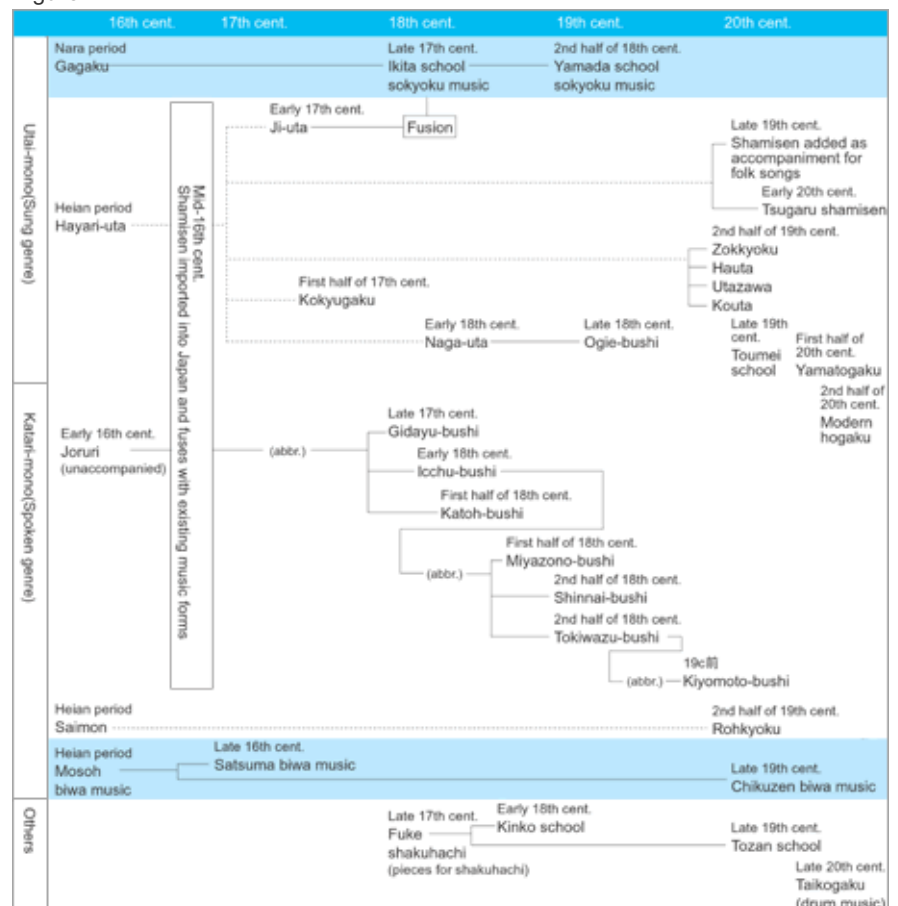 16th cent. 17th cent. 18th cent. 19th cent. 20th cent.
Utai-mono(Sung genre)
Nara period
Gagaku
Late 17th cent.
Ikita school
sokyoku music
2nd half of 18th cent.
Yamada school
sokyoku music
Early 17th cent.
Ji-uta
Fusion
Late 19th cent.
Shamisen added as
accompaniment for
folk songs
Early 20th cent.
Tsugaru shamisen
Heian period
Hayari-uta
Mid-16th cent.
Shamisen imported into Japan and fuses with existing music forms
2nd half of 19th cent.
Zokkyoku
Hauta
Utazawa
Kouta
First half of 17th cent.
Kokyugaku
Early 18th cent.
Naga-uta
Late 18th cent.
Ogie-bushi
Late 19th
cent.
Toumei
school
First half of
20th cent.
Yamatogaku
2nd half of
20th cent.
Modern
hogaku
Katari-mono(Spoken genre)
Early 16th cent.
Joruri
(unaccompanied)
(abbr.)
Late 17th cent.
Gidayu-bushi
Early 18th cent.
Icchu-bushi
First half of 18th cent.
Katoh-bushi
(abbr.)
First half of 18th cent.
Miyazono-bushi
2nd half of 18th cent.
Shinnai-bushi
2nd half of 18th cent.
Tokiwazu-bushi
(abbr.)
19c前
Kiyomoto-bushi
Heian period
Saimon
2nd half of 19th cent.
Rohkyoku
Heian period
Mosoh
biwa music
Late 16th cent.
Satsuma biwa music
Late 19th cent.
Chikuzen biwa music
Others
Late 17th cent.
Fuke
shakuhachi
(pieces for shakuhachi)
Early 18th cent.
Kinko school
Late 19th cent.
Tozan school
Late 20th cent.
Taikogaku
(drum music)